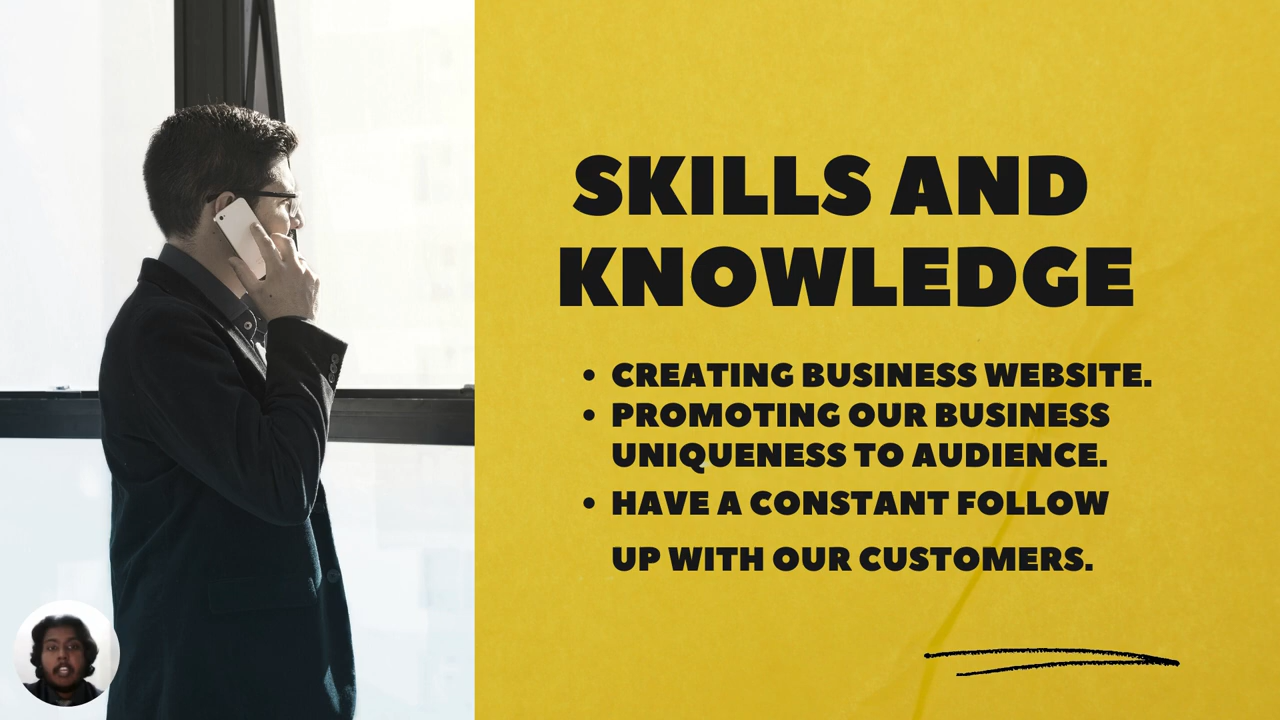 SKILLS AND
KNOWLEDGE
• CREATING BUSINESS WEBSITE.
• PROMOTING OUR BUSINESS
UNIQUENESS TO AUDIENCE.
• HAVE A CONSTANT FOLLOW
UP WITH OUR CUSTOMERS.